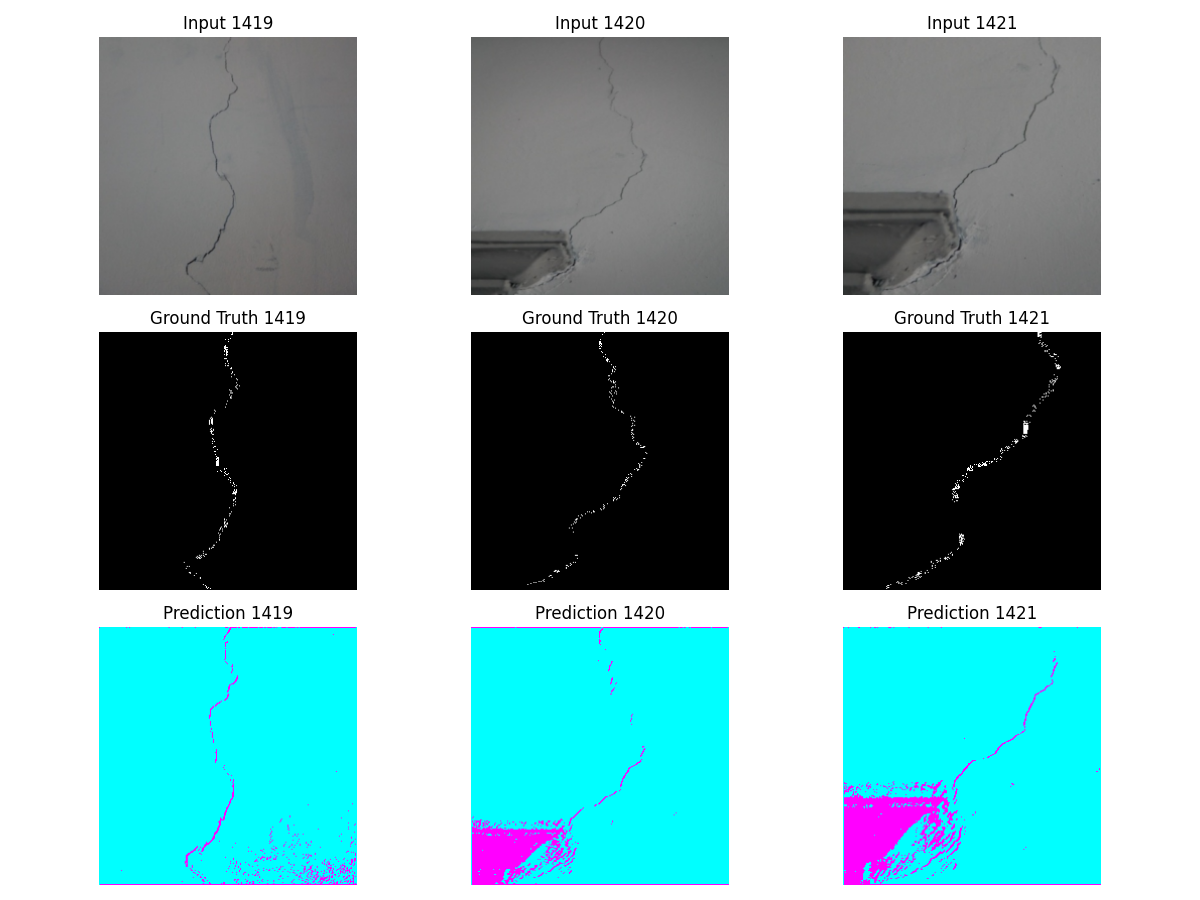 Input 1419
Input 1420
Input 1421
Ground Truth 1419
Ground Truth 1420
Ground Truth 1421
Prediction 1419
Prediction 1420
Prediction 1421